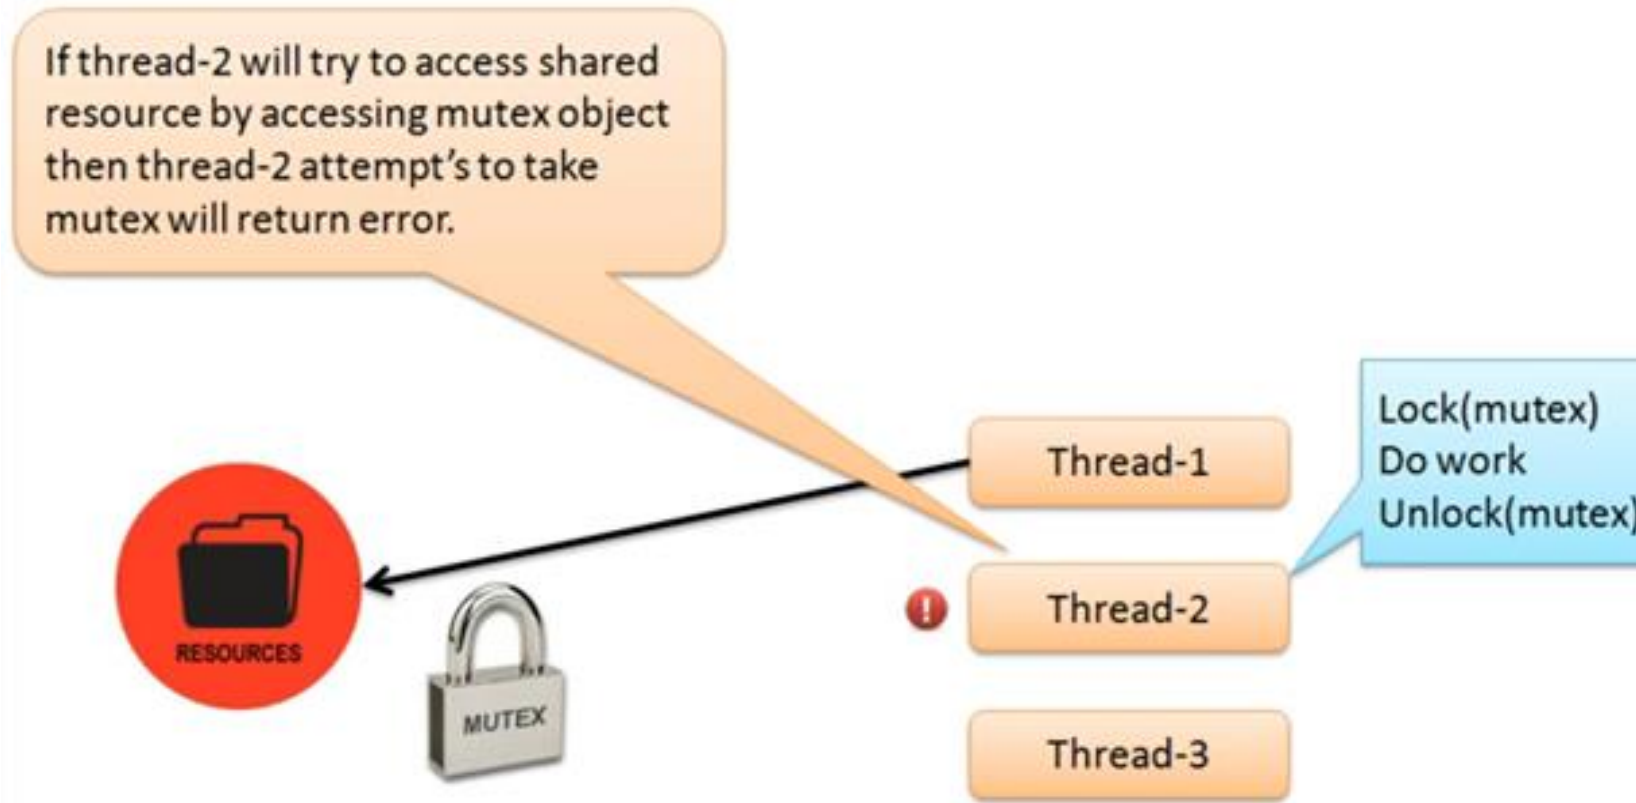 If thread-2 will try to access shared
resource by accessing mutex object
then thread-2 attempt's to take
mutex will return error.
Thread-1
Lock(mutex)
Do work
Unlock(mutex)
Thread-2
RESOURCES
MUTEX
Thread-3